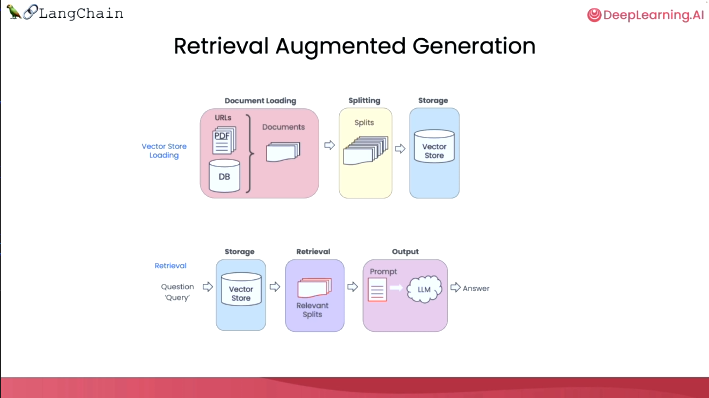 LangChain
DeepLearning.AI
Retrieval Augmented Generation
Document Loading
Splitting
Storage
URLs
PDF
DB
Documents
Splits
Vector
Store
Vector Store
Loading
Storage
Retrieval
Output
Retrieval
Question
'Query'
Vector
Store
Relevant
Splits
Prompt
LLM
Answer